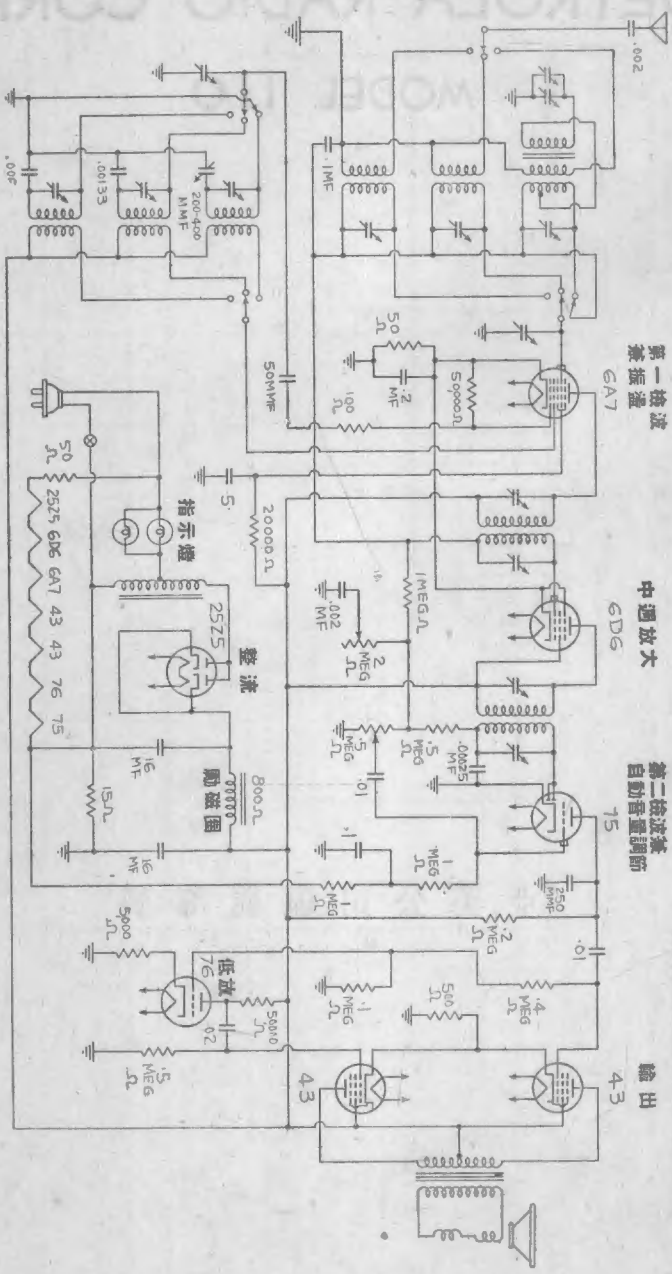 .002
第一檢波
兼振盪
6A7
中週放大
6D6
第二檢波兼
自動音量調節
75
輸出
43
.1MF
50
Ω
.2
MF
50000Ω
100
Ω
50MMF
200-400
MMF
.00133
.5
20000Ω
1MEGΩ
.002
MF
2
MEG
Ω
.5
MEG
Ω
.5
MEG
Ω
.00025
MF
.01
250
MMF
.2
MEG
Ω
.01
.1
1
MEG
Ω
1
MEG
Ω
.1
MEG
Ω
500
Ω
.4
MEG
Ω
50
Ω
指示燈
25Z5
整流
25Z5 6D6 6A7 43 43 76 75
16
MF
15Ω
800Ω
勵磁圈
16
MF
5000
Ω
低放
76
50000
Ω
.02
.5
MEG
Ω
43